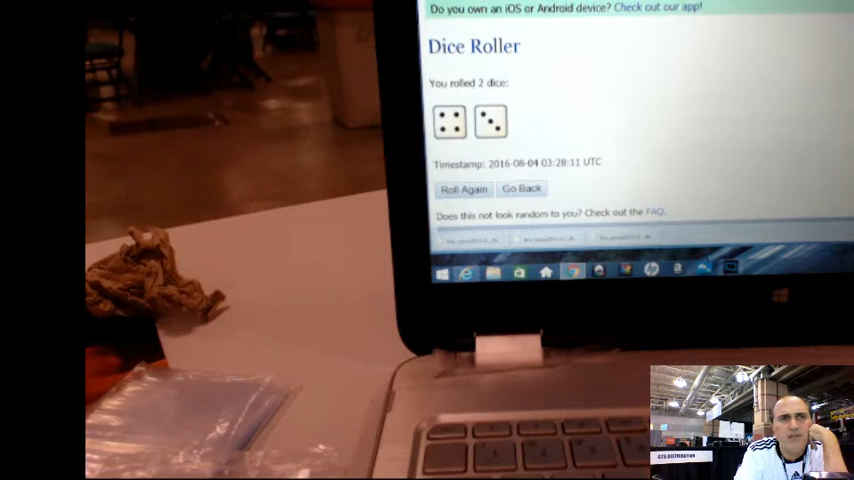 Do you own an iOS or Android device? Check out our app!
Dice Roller
You rolled 2 dice:
Timestamp: 2016-08-04 03:28:11 UTC
Roll Again Go Back
Does this not look random to you? Check out the FAQ.
GTS DISTRIBUTION